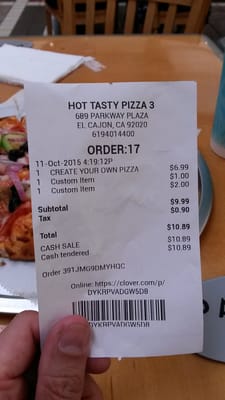 HOT TASTY PIZZA 3
689 PARKWAY PLAZA
EL CAJON, CA 92020
6194014400
ORDER:17
11-Oct-2015 4:19:12P
1 CREATE YOUR OWN PIZZA $6.99
1 Custom Item $1.00
1 Custom Item $2.00
Subtotal $9.99
Tax $0.90
Total $10.89
CASH SALE $10.89
Cash tendered $10.89
Order 391JMG9DMYHQC
Online: https://clover.com/p/
DYKRPVADGW5DB
DYKRPVADGW5DB